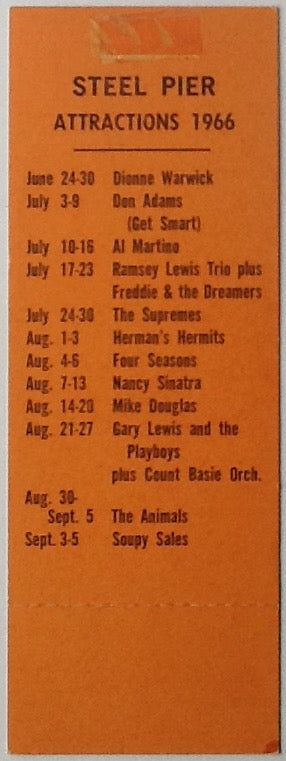 STEEL PIER
ATTRACTIONS 1966
June 24-30 Dionne Warwick
July 3-9 Don Adams
(Get Smart)
July 10-16 Al Martino
July 17-23 Ramsey Lewis Trio plus
Freddie & the Dreamers
July 24-30 The Supremes
Aug. 1-3 Herman's Hermits
Aug. 4-6 Four Seasons
Aug. 7-13 Nancy Sinatra
Aug. 14-20 Mike Douglas
Aug. 21-27 Gary Lewis and the
Playboys
plus Count Basie Orch.
Aug. 30-
Sept. 5 The Animals
Sept. 3-5 Soupy Sales